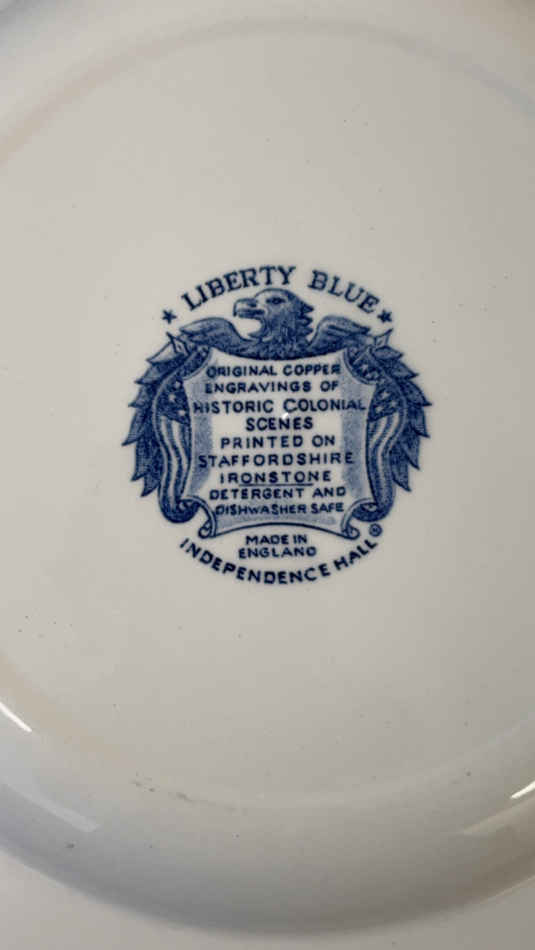 ★ LIBERTY BLUE ★
ORIGINAL COPPER
ENGRAVINGS OF
HISTORIC COLONIAL
SCENES
PRINTED ON
STAFFORDSHIRE
IRONSTONE
DETERGENT AND
DISHWASHER SAFE
MADE IN
ENGLAND
INDEPENDENCE HALL ®